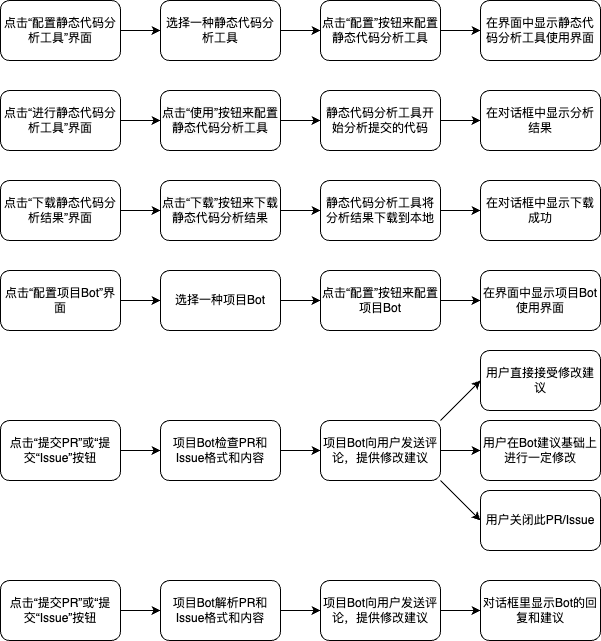 点击“配置静态代码分
析工具”界面
选择一种静态代码分
析工具
点击“配置”按钮来配置
静态代码分析工具
在界面中显示静态代
码分析工具使用界面
点击“进行静态代码分
析工具”界面
点击“使用”按钮来配置
静态代码分析工具
静态代码分析工具开
始分析提交的代码
在对话框中显示分析
结果
点击“下载静态代码分
析结果”界面
点击“下载”按钮来下载
静态代码分析结果
静态代码分析工具将
分析结果下载到本地
在对话框中显示下载
成功
点击“配置项目Bot”界
面
选择一种项目Bot
点击“配置”按钮来配置
项目Bot
在界面中显示项目Bot
使用界面
点击“提交PR”或“提
交“Issue”按钮
项目Bot检查PR和
Issue格式和内容
项目Bot向用户发送评
论，提供修改建议
用户直接接受修改建
议
用户在Bot建议基础上
进行一定修改
用户关闭此PR/Issue
点击“提交PR”或“提
交“Issue”按钮
项目Bot解析PR和
Issue格式和内容
项目Bot向用户发送评
论，提供修改建议
对话框里显示Bot的回
复和建议